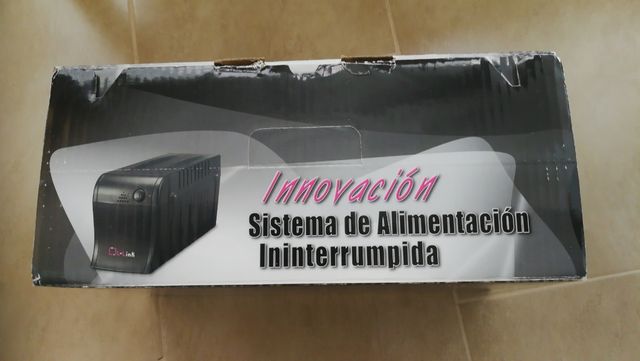 Innovación
Sistema de Alimentación
Ininterrumpida